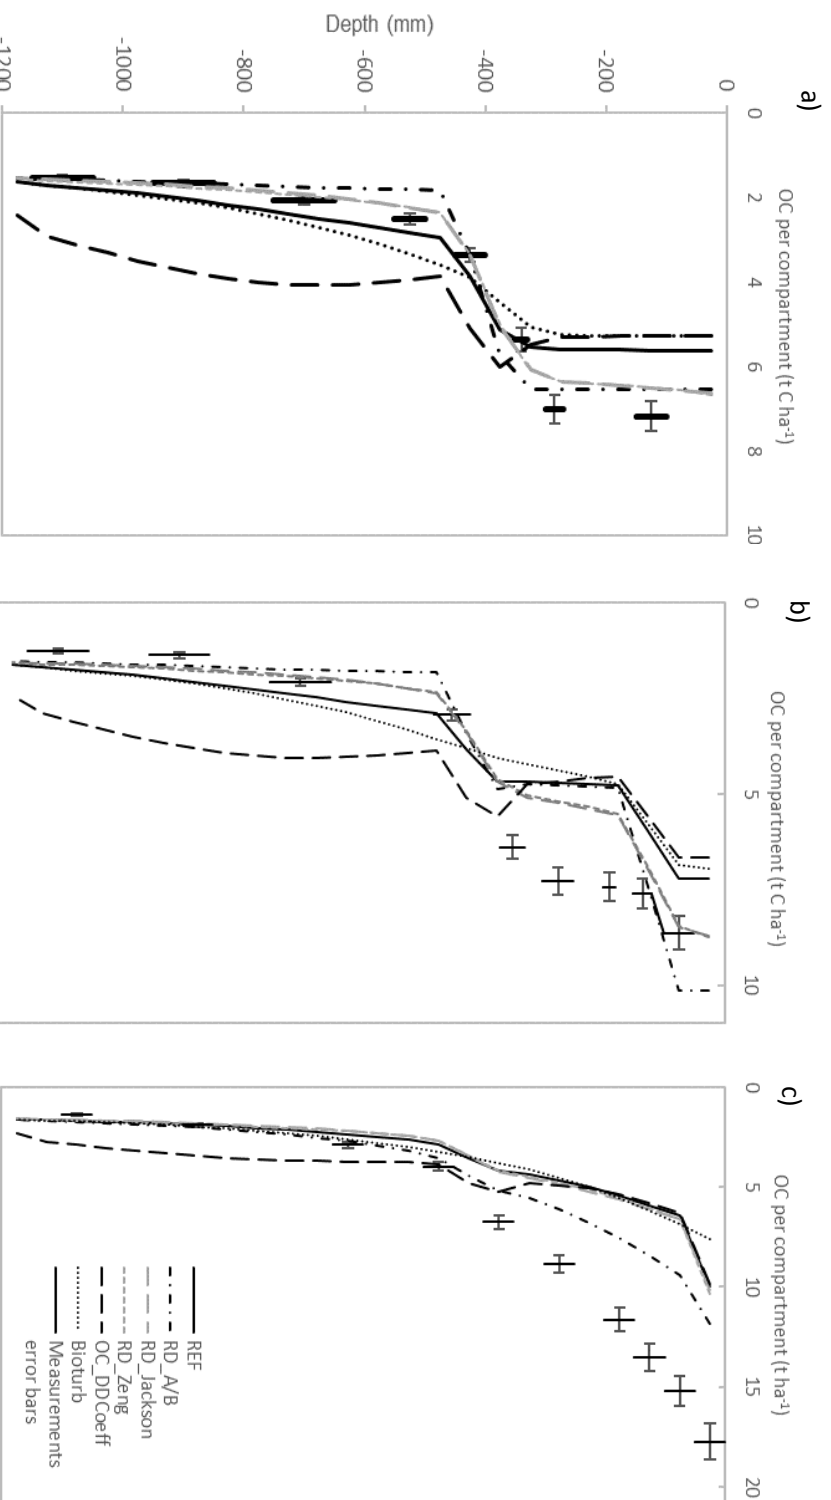 a)
OC per compartment (t C ha-1)
0
2
4
6
8
10
0
-200
-400
-600
-800
-1000
-1200
Depth (mm)
b)
OC per compartment (t C ha-1)
0
5
10
c)
OC per compartment (t ha-1)
0
5
10
15
20
REF
RD_A/B
RD_Jackson
RD_Zeng
OC_DDCoeff
Bioturb
Measurements
error bars